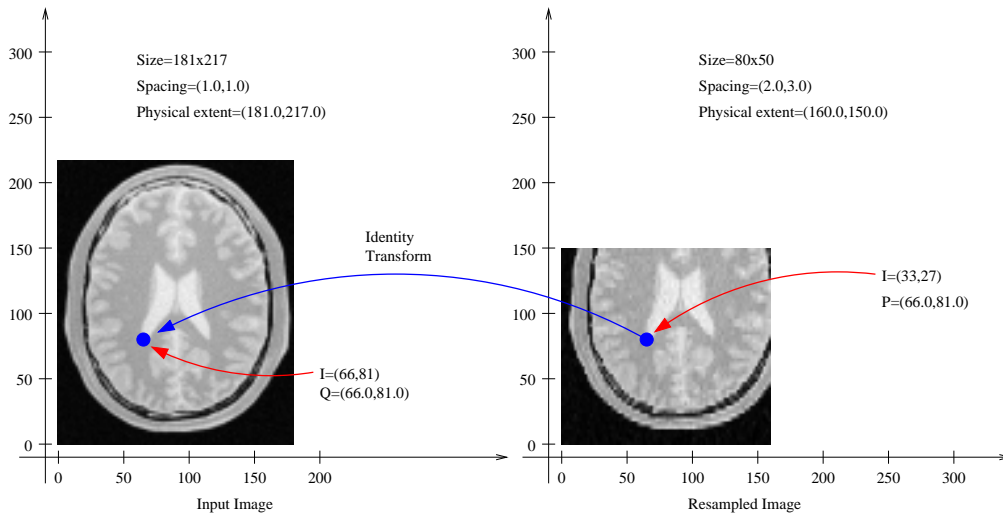 300
250
200
150
100
50
0
Size=181x217
Spacing=(1.0,1.0)
Physical extent=(181.0,217.0)
I=(66,81)
Q=(66.0,81.0)
0 50 100 150 200
Input Image
Identity
Transform
300
250
200
150
100
50
0
Size=80x50
Spacing=(2.0,3.0)
Physical extent=(160.0,150.0)
I=(33,27)
P=(66.0,81.0)
0 50 100 150 200 250 300
Resampled Image